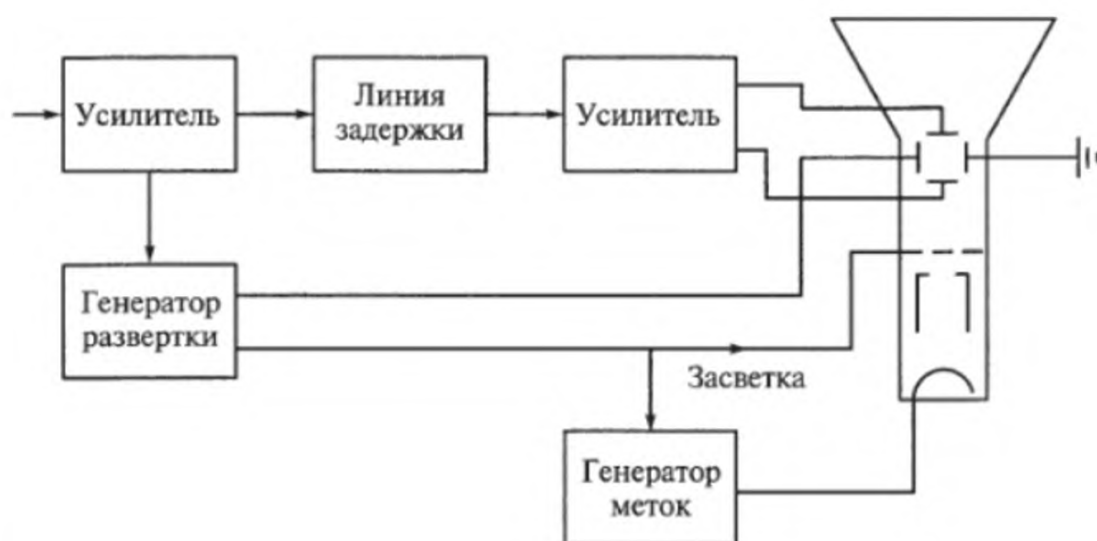 Усилитель
Линия
задержки
Усилитель
Генератор
развертки
Засветка
Генератор
меток